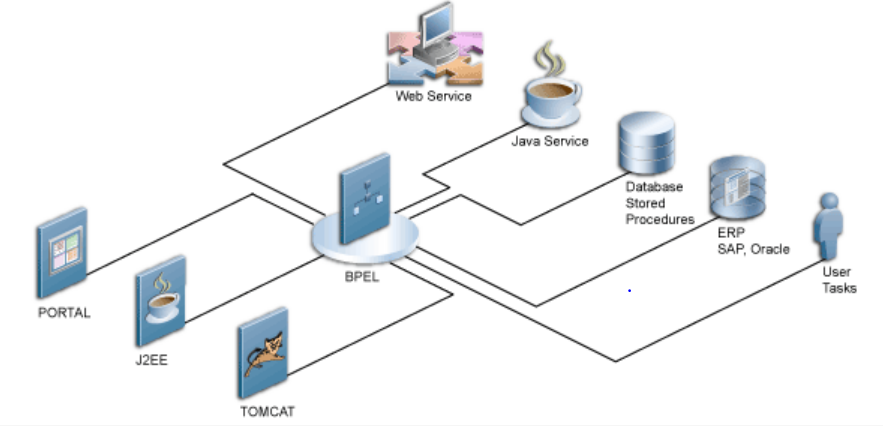 Web Service
Java Service
Database
Stored
Procedures
ERP
SAP, Oracle
User
Tasks
BPEL
PORTAL
J2EE
TOMCAT